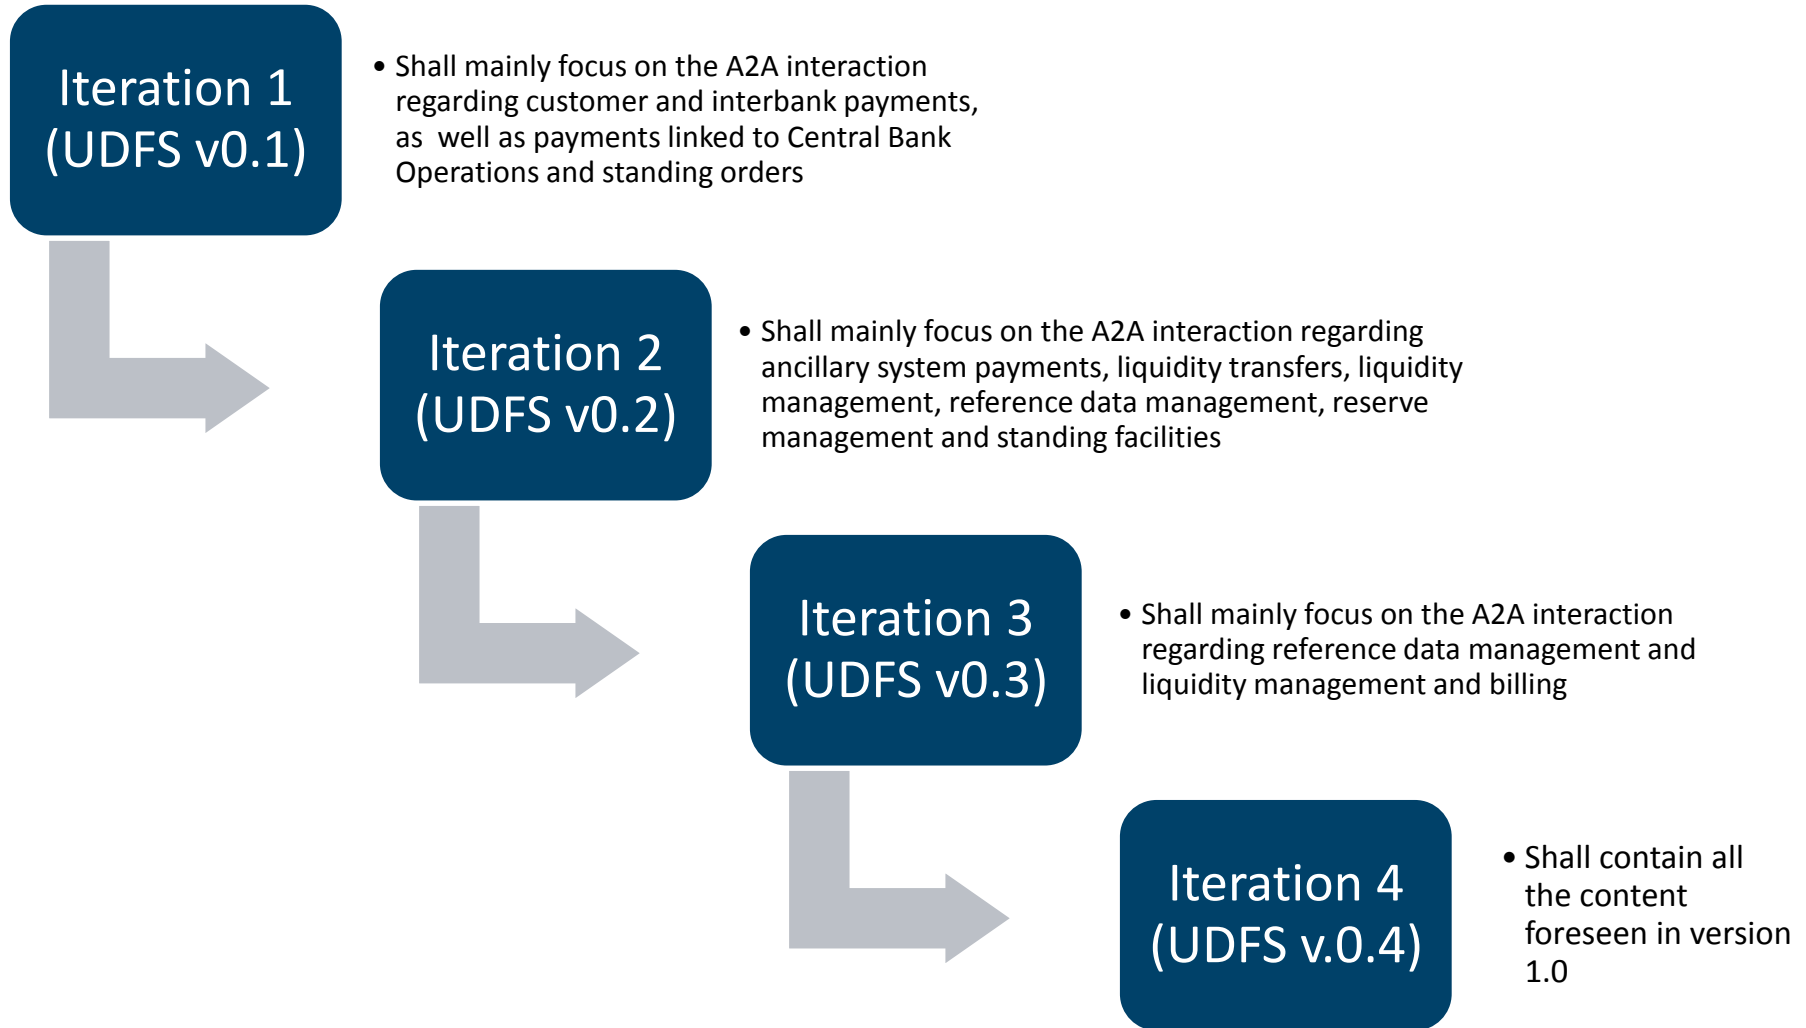 Iteration 1
(UDFS v0.1)
• Shall mainly focus on the A2A interaction
regarding customer and interbank payments,
as well as payments linked to Central Bank
Operations and standing orders
Iteration 2
(UDFS v0.2)
• Shall mainly focus on the A2A interaction regarding
ancillary system payments, liquidity transfers, liquidity
management, reference data management, reserve
management and standing facilities
Iteration 3
(UDFS v0.3)
• Shall mainly focus on the A2A interaction
regarding reference data management and
liquidity management and billing
Iteration 4
(UDFS v.0.4)
• Shall contain all
the content
foreseen in version
1.0